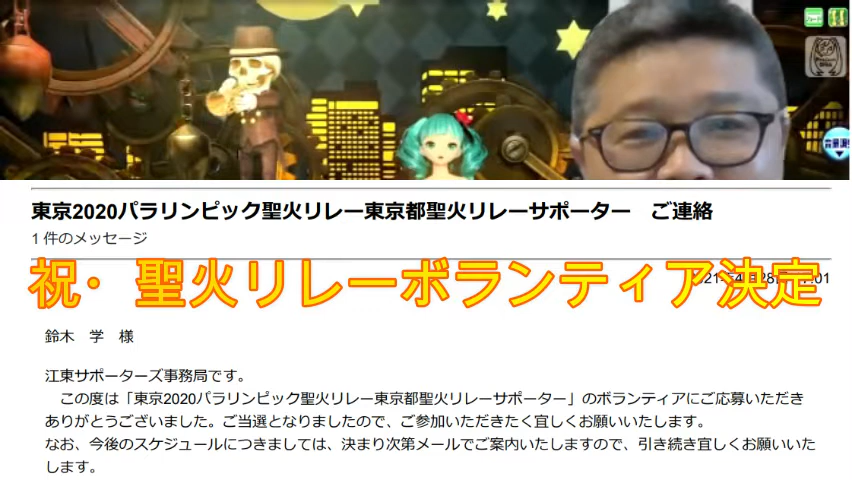 音量調
東京2020パラリンピック聖火リレー東京都聖火リレーサポーター　ご連絡
1 件のメッセージ
祝・聖火リレーボランティア決定
鈴木　学　様
江東サポーターズ事務局です。
　この度は「東京2020パラリンピック聖火リレー東京都聖火リレーサポーター」のボランティアにご応募いただき
ありがとうございました。ご当選となりましたので、ご参加いただきたく宜しくお願いいたします。
なお、今後のスケジュールにつきましては、決まり次第メールでご案内いたしますので、引き続き宜しくお願いいた
します。